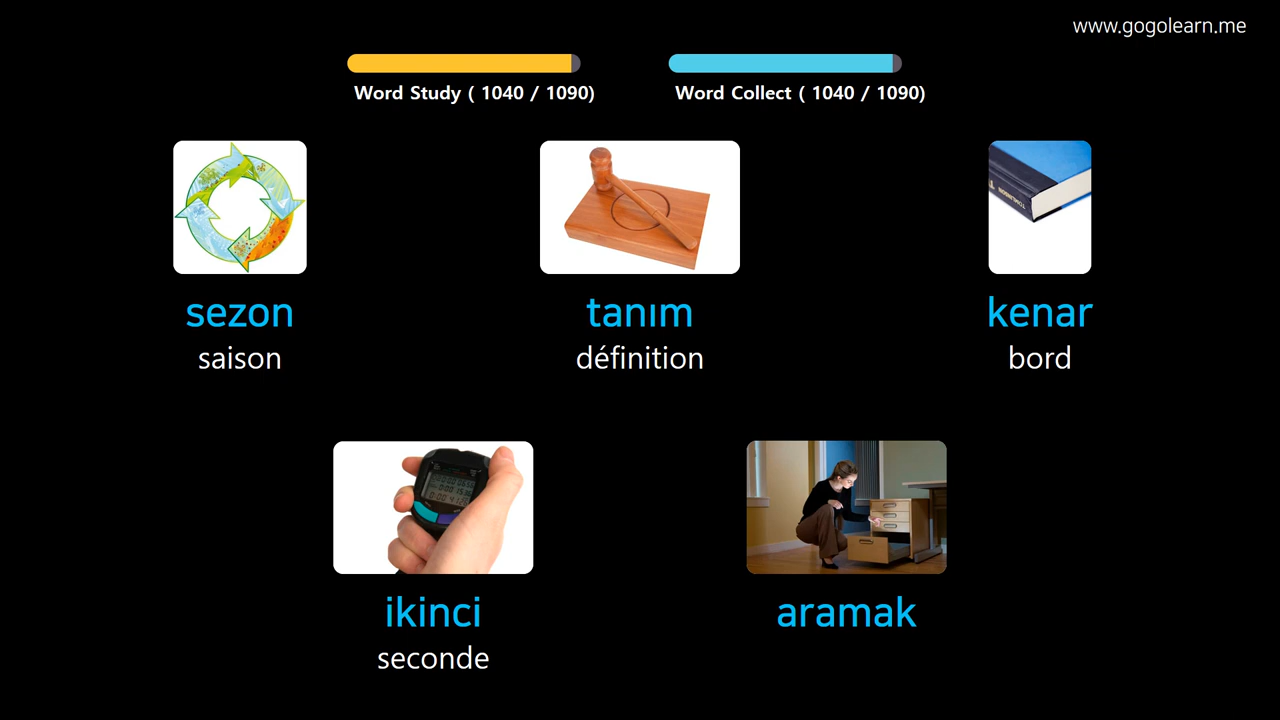 www.gogolearn.me
Word Study ( 1040 / 1090)
Word Collect ( 1040 / 1090)
sezon
saison
tanım
définition
kenar
bord
ikinci
seconde
aramak